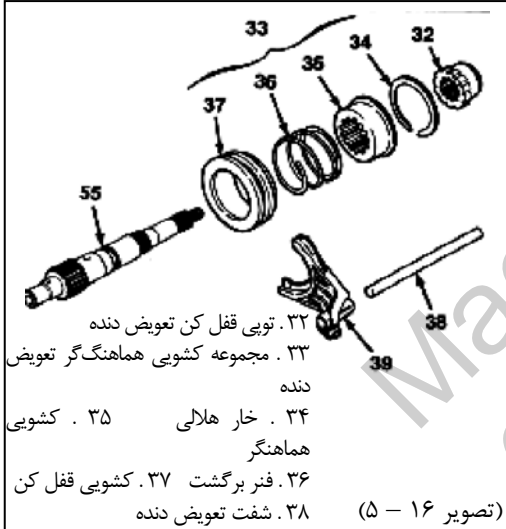 33
34
32
35
36
37
55
38
39
۳۲. توپی قفل کن تعویض دنده
۳۳. مجموعه کشویی هماهنگ‌گر تعویض
دنده
۳۴. خار هلالی ۳۵. کشویی
هماهنگر
۳۶. فنر برگشت ۳۷. کشویی قفل کن
۳۸. شفت تعویض دنده
(تصویر ۱۶ – ۵)
Mac